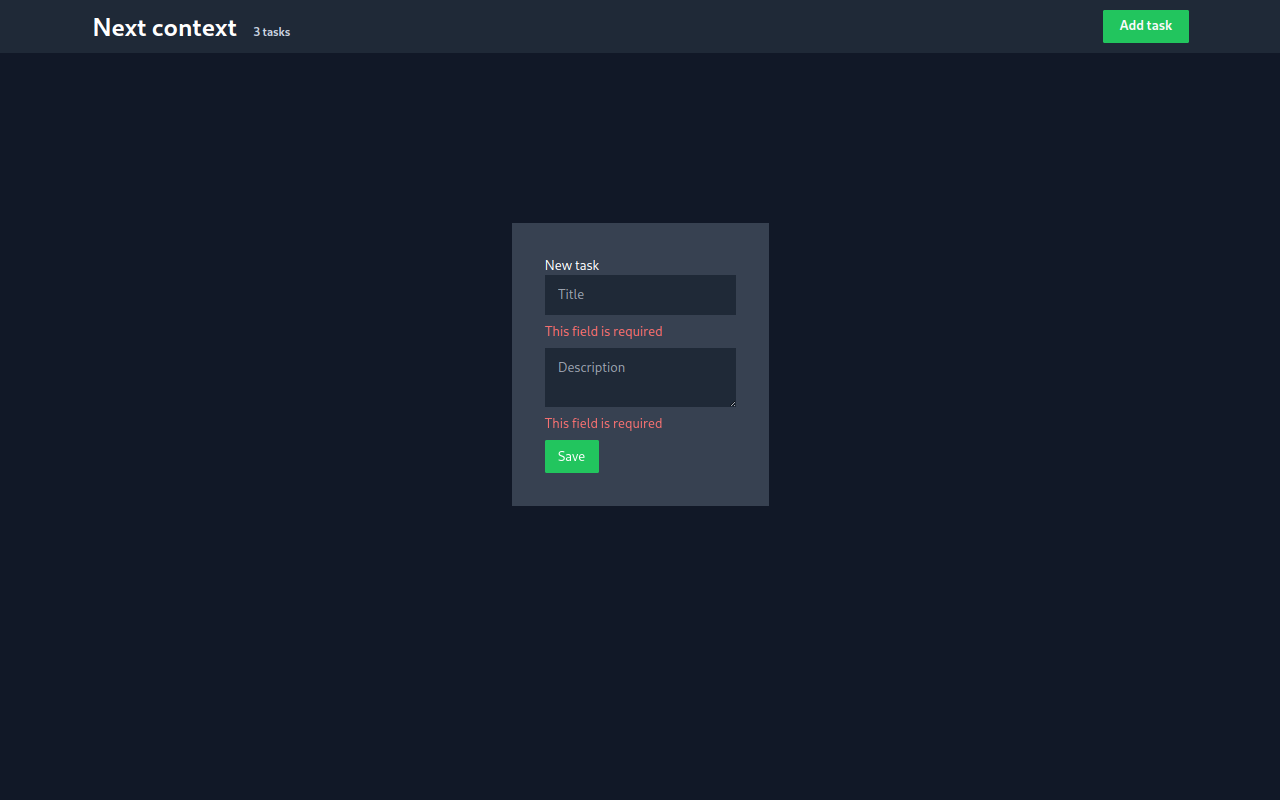 Next context 3 tasks Add task
New task
Title
This field is required
Description
This field is required
Save